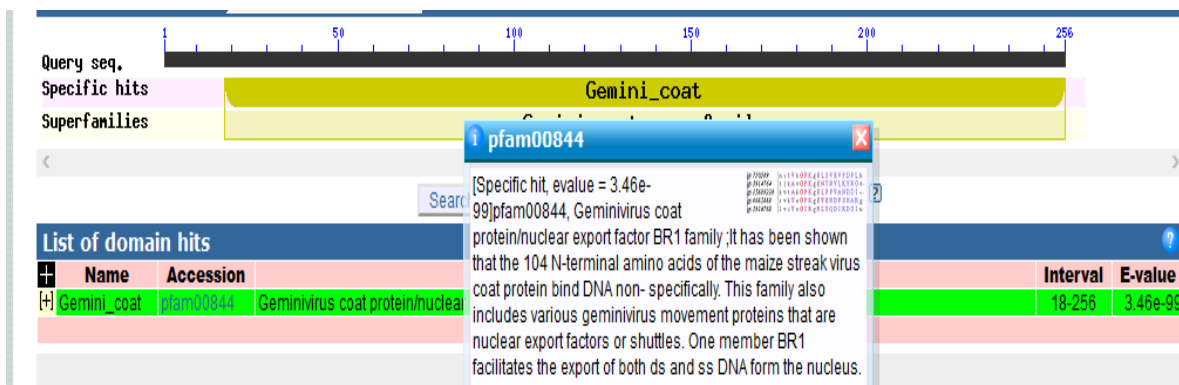 1 50 100 150 200 256
Query seq.
Specific hits Gemini_coat
Superfamilies
pfam00844
[Specific hit, evalue = 3.46e-
99]pfam00844, Geminivirus coat
protein/nuclear export factor BR1 family ;It has been shown
that the 104 N-terminal amino acids of the maize streak virus
coat protein bind DNA non- specifically. This family also
includes various geminivirus movement proteins that are
nuclear export factors or shuttles. One member BR1
facilitates the export of both ds and ss DNA form the nucleus.
Searc
List of domain hits
Name Accession Interval E-value
[+] Gemini_coat pfam00844 Geminivirus coat protein/nuclear 18-256 3.46e-99